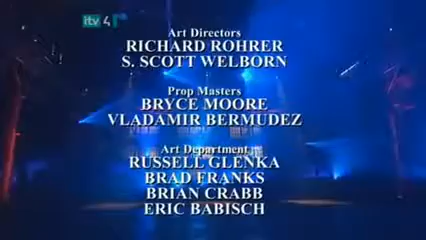 itv4
Art Directors
RICHARD ROHRER
S. SCOTT WELBORN
Prop Masters
BRYCE MOORE
VLADAMIR BERMUDEZ
Art Department
RUSSELL GLENKA
BRAD FRANKS
BRIAN CRABB
ERIC BABISCH